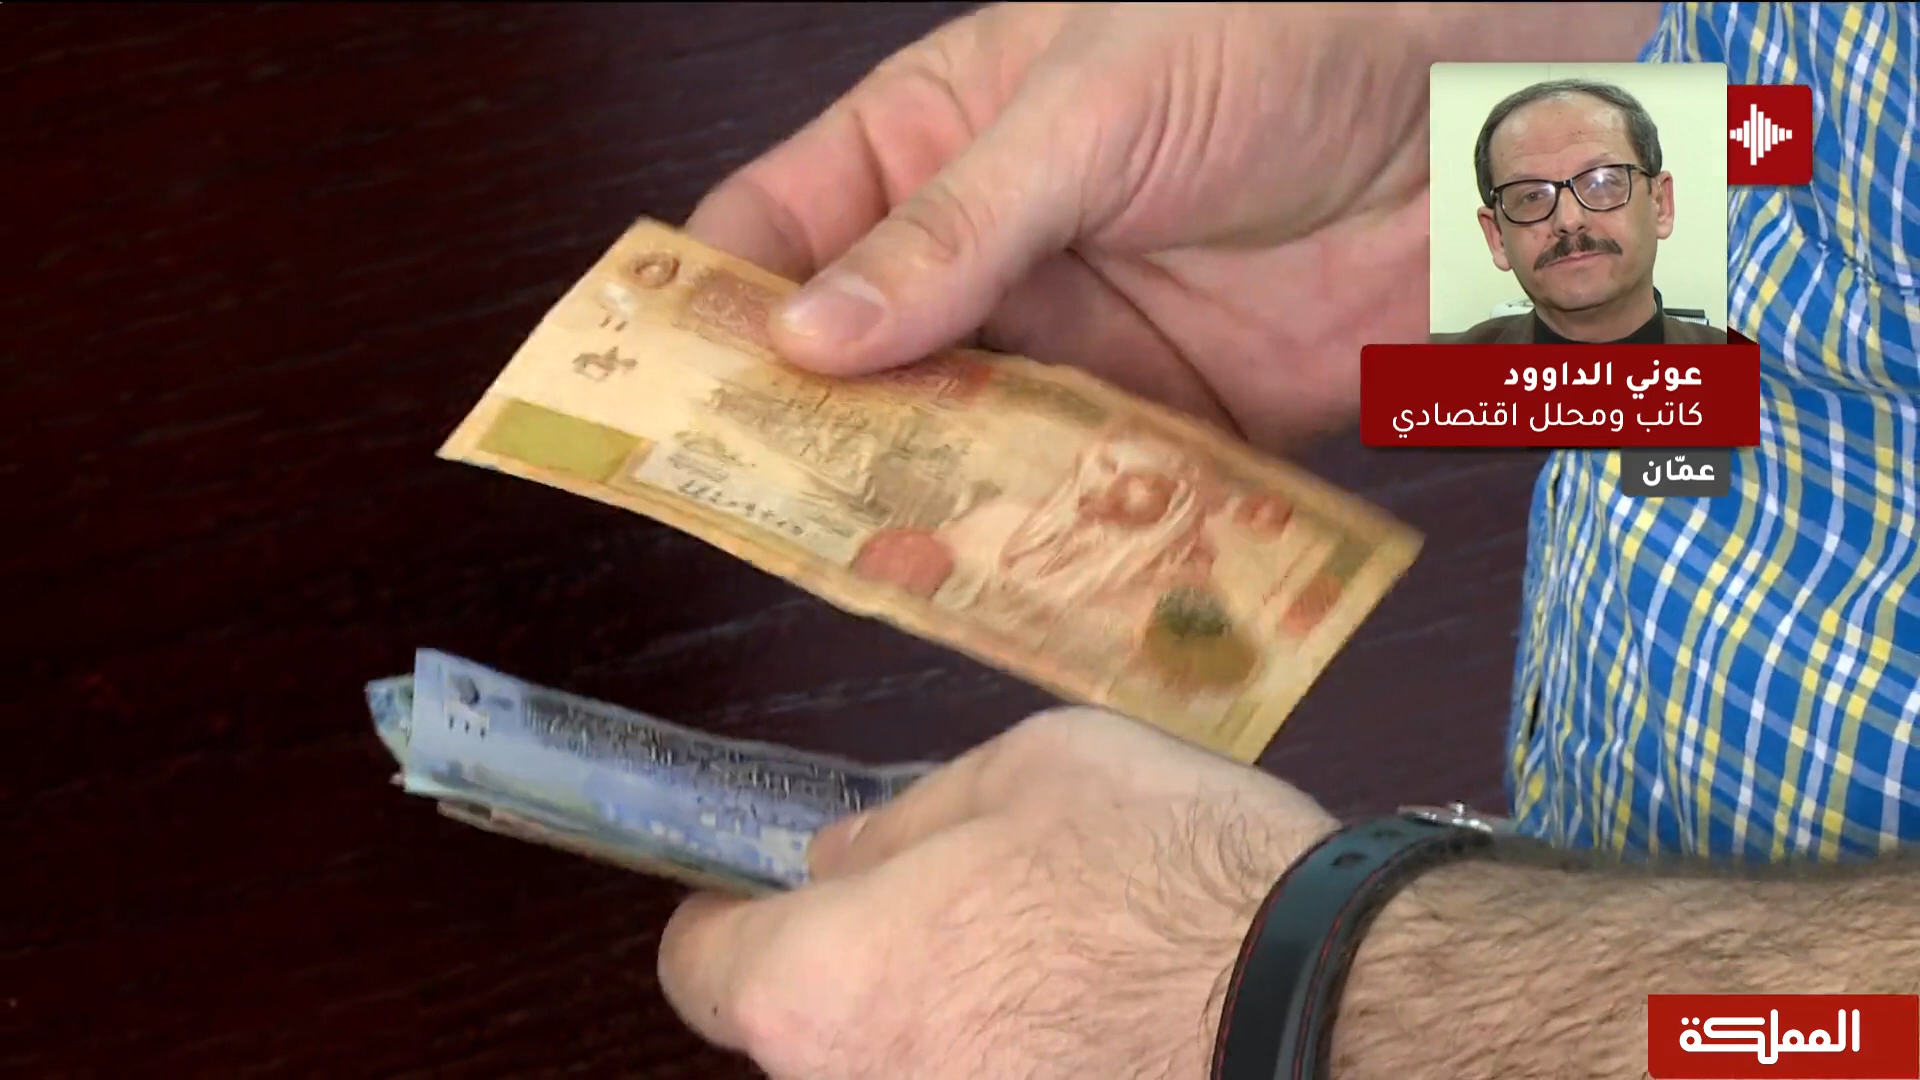 عوني الداوود
كاتب ومحلل اقتصادي
عمّان
المملكة